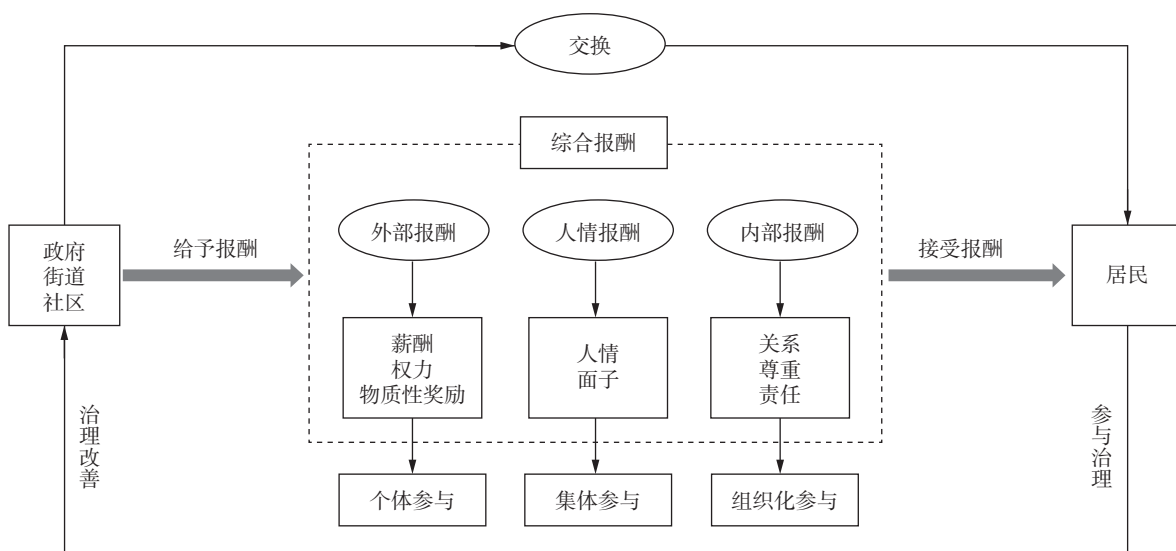 交换
综合报酬
外部报酬
人情报酬
内部报酬
政府
街道
社区
给予报酬
接受报酬
居民
薪酬
权力
物质性奖励
人情
面子
关系
尊重
责任
治理改善
参与治理
个体参与
集体参与
组织化参与